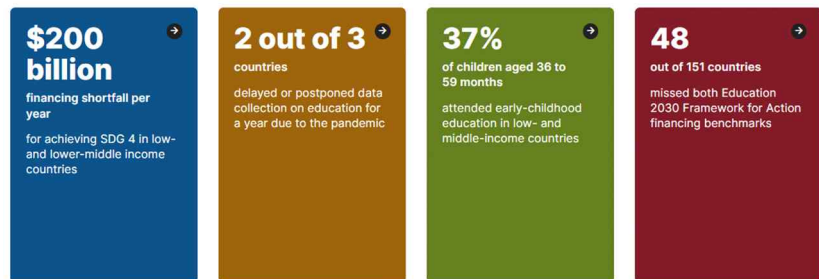 $200
billion
financing shortfall per
year
for achieving SDG 4 in low-
and lower-middle income
countries
2 out of 3
countries
delayed or postponed data
collection on education for
a year due to the pandemic
37%
of children aged 36 to
59 months
attended early-childhood
education in low- and
middle-income countries
48
out of 151 countries
missed both Education
2030 Framework for Action
financing benchmarks